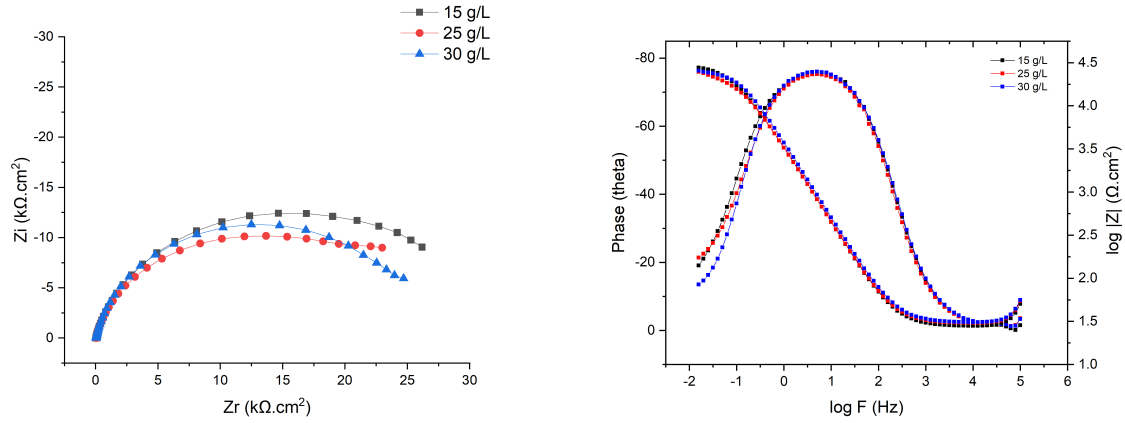 15 g/L
25 g/L
30 g/L
-30
-25
-20
-15
-10
-5
0
Zi (kΩ.cm²)
0 5 10 15 20 25 30
Zr (kΩ.cm²)
15 g/L
25 g/L
30 g/L
-80
-60
-40
-20
0
Phase (theta)
4.5
4.0
3.5
3.0
2.5
2.0
1.5
1.0
log |Z| (Ω.cm²)
-2 -1 0 1 2 3 4 5 6
log F (Hz)